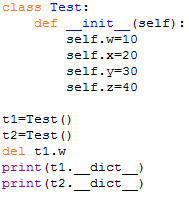 class Test:
    def __init__(self):
        self.w=10
        self.x=20
        self.y=30
        self.z=40

t1=Test()
t2=Test()
del t1.w
print(t1.__dict__)
print(t2.__dict__)